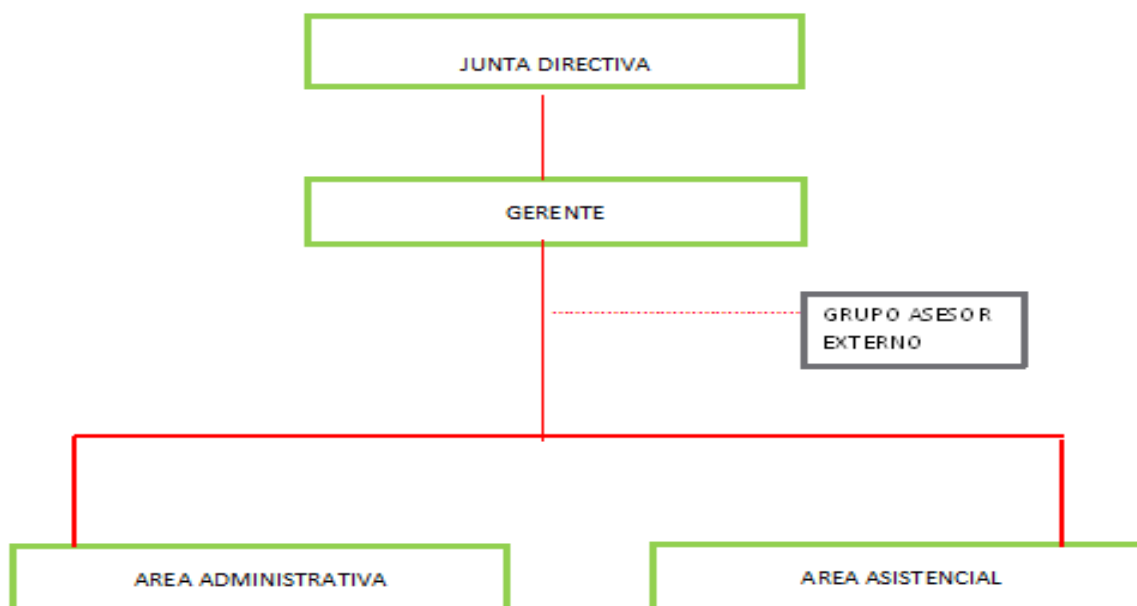 JUNTA DIRECTIVA
GERENTE
GRUPO ASESOR
EXTERNO
AREA ADMINISTRATIVA
AREA ASISTENCIAL